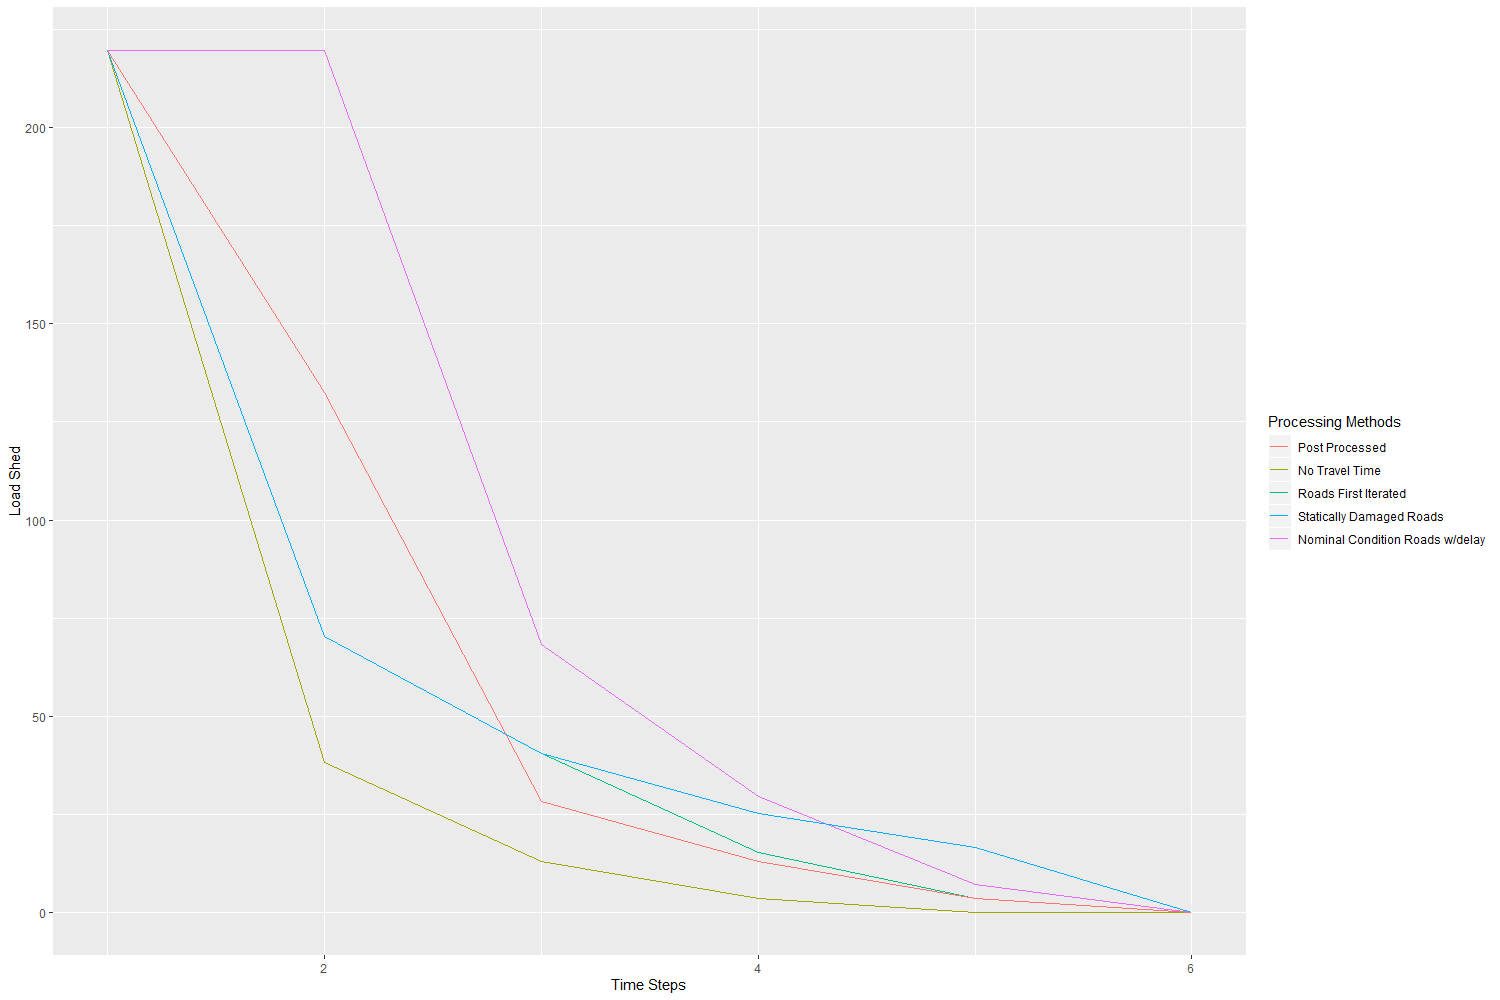 200
150
100
50
0
Load Shed
2
4
6
Time Steps
Processing Methods
Post Processed
No Travel Time
Roads First Iterated
Statically Damaged Roads
Nominal Condition Roads w/delay